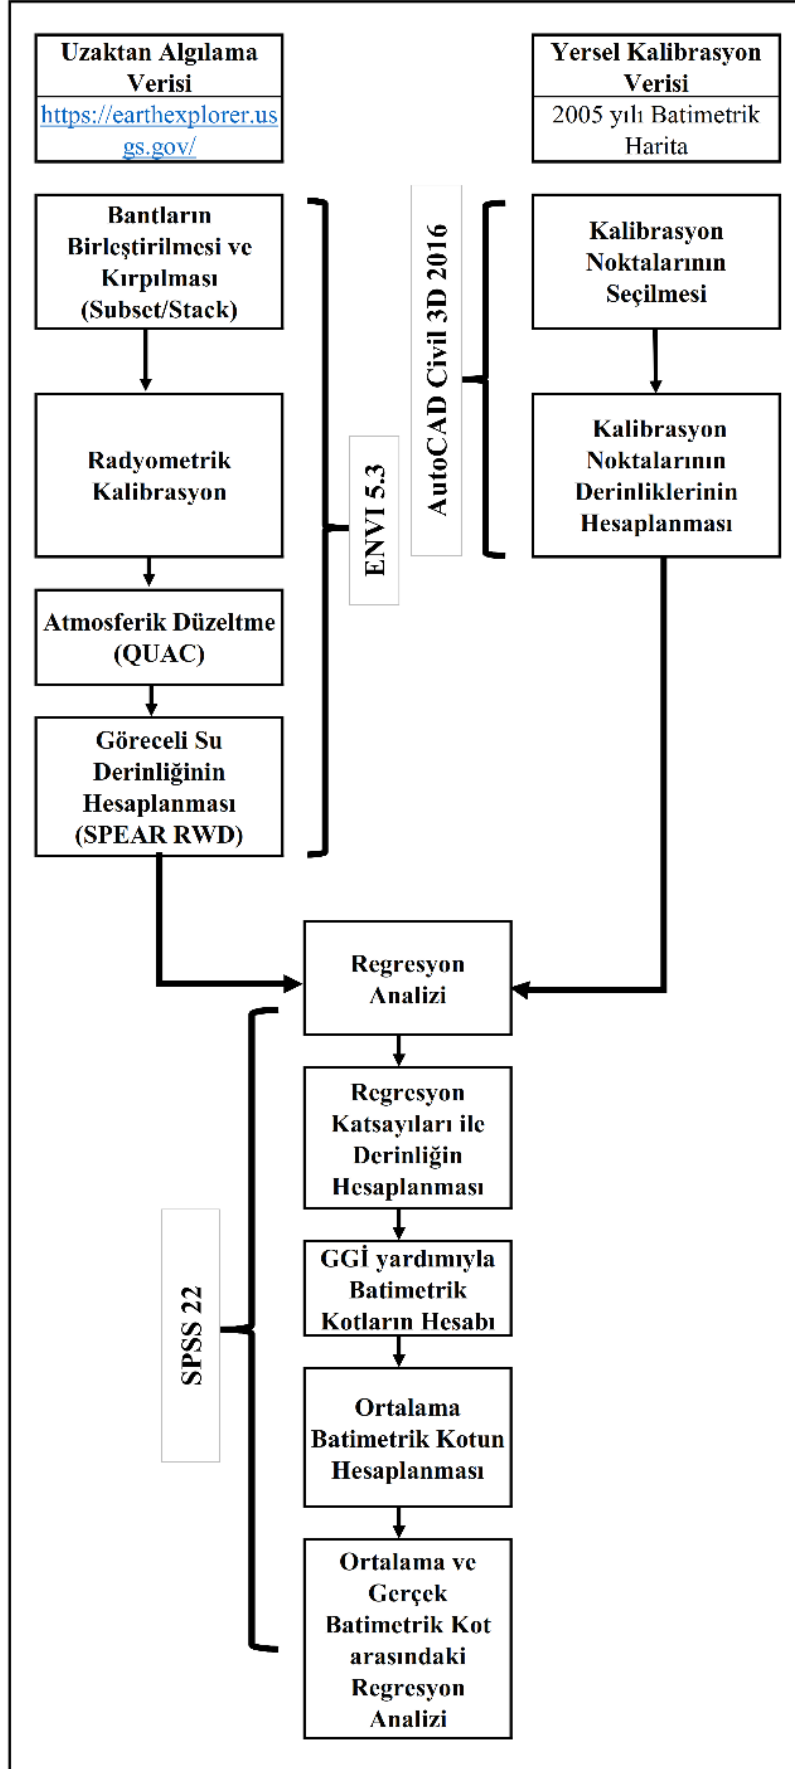 Uzaktan Algılama
Verisi
https://earthexplorer.us
gs.gov/
Yersel Kalibrasyon
Verisi
2005 yılı Batimetrik
Harita
Bantların
Birleştirilmesi ve
Kırpılması
(Subset/Stack)
Radyometrik
Kalibrasyon
Atmosferik Düzeltme
(QUAC)
Göreceli Su
Derinliğinin
Hesaplanması
(SPEAR RWD)
ENVI 5.3
AutoCAD Civil 3D 2016
Kalibrasyon
Noktalarının
Seçilmesi
Kalibrasyon
Noktalarının
Derinliklerinin
Hesaplanması
Regresyon
Analizi
Regresyon
Katsayıları ile
Derinliğin
Hesaplanması
GGİ yardımıyla
Batimetrik
Kotların Hesabı
Ortalama
Batimetrik Kotun
Hesaplanması
Ortalama ve
Gerçek
Batimetrik Kot
arasındaki
Regresyon
Analizi
SPSS 22